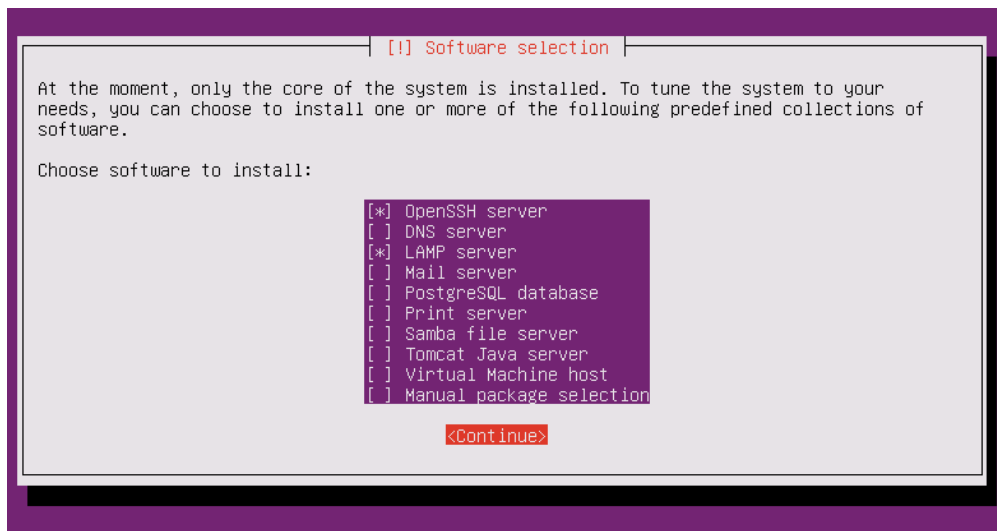 [!] Software selection
At the moment, only the core of the system is installed. To tune the system to your
needs, you can choose to install one or more of the following predefined collections of
software.
Choose software to install:
[*] OpenSSH server
[ ] DNS server
[*] LAMP server
[ ] Mail server
[ ] PostgreSQL database
[ ] Print server
[ ] Samba file server
[ ] Tomcat Java server
[ ] Virtual Machine host
[ ] Manual package selection
<Continue>